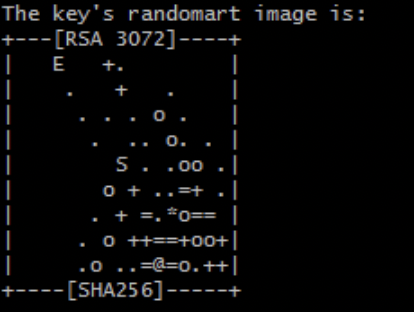 The key's randomart image is:
+---[RSA 3072]----+
|   E   +.        |
|    .   +   .    |
|     . . . o .   |
|      .  .. o. . |
|        S . .oo .|
|       o + ..=+ .|
|      . + =.*o== |
|     . o ++==+oo+|
|     .o ..=@=o.++|
+----[SHA256]-----+